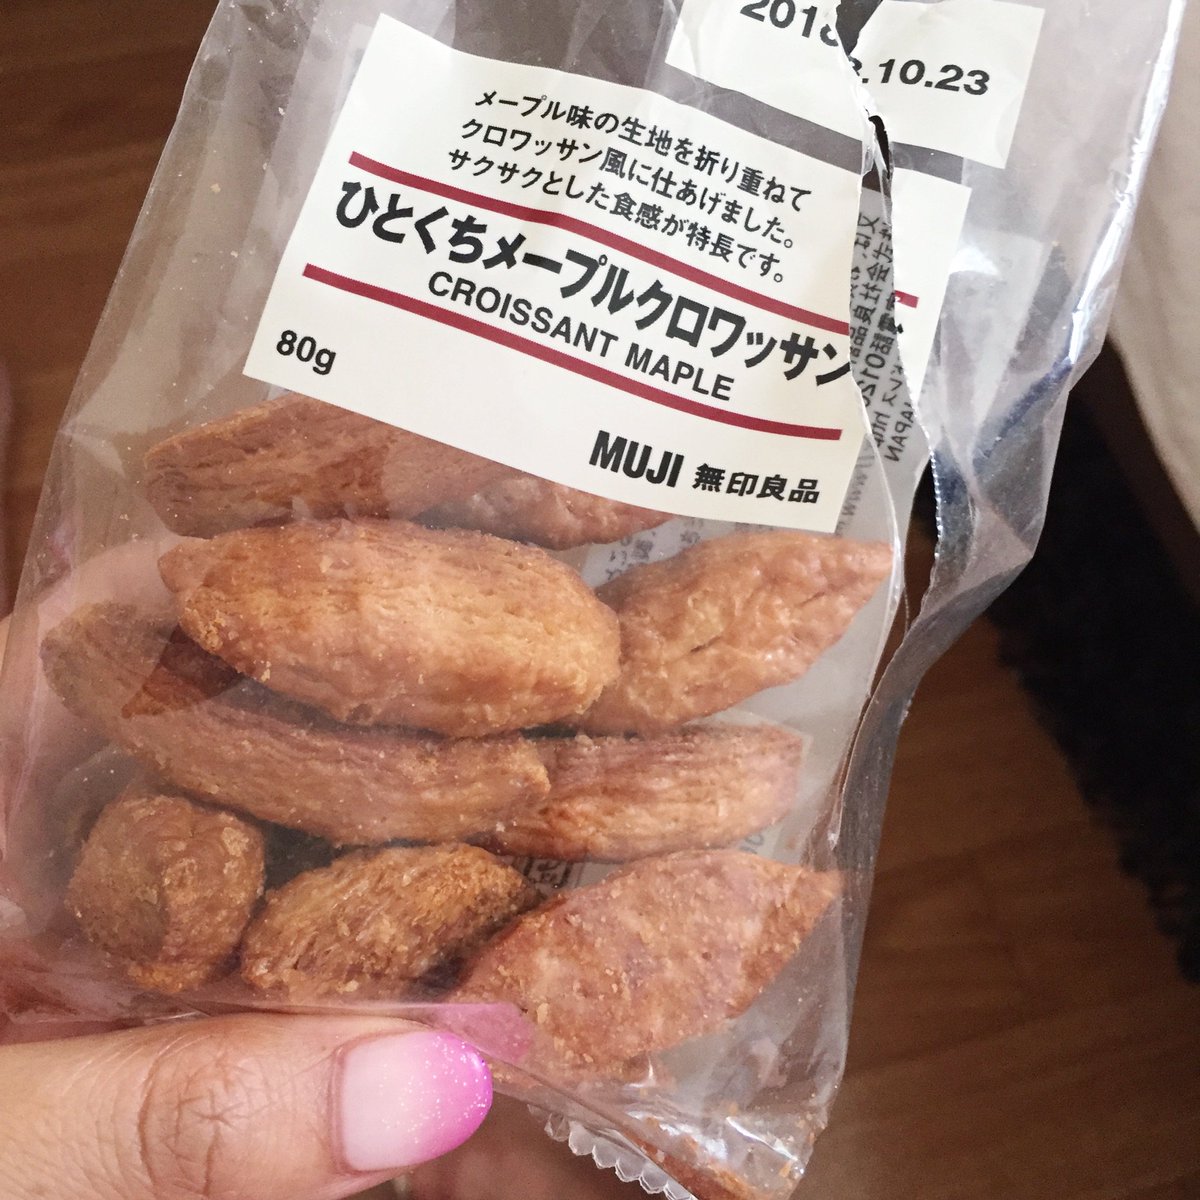 2018.10.23
メープル味の生地を折り重ねて
クロワッサン風に仕あげました。
サクサクとした食感が特長です。
ひとくちメープルクロワッサン
CROISSANT MAPLE
80g
MUJI 無印良品
JAPAN